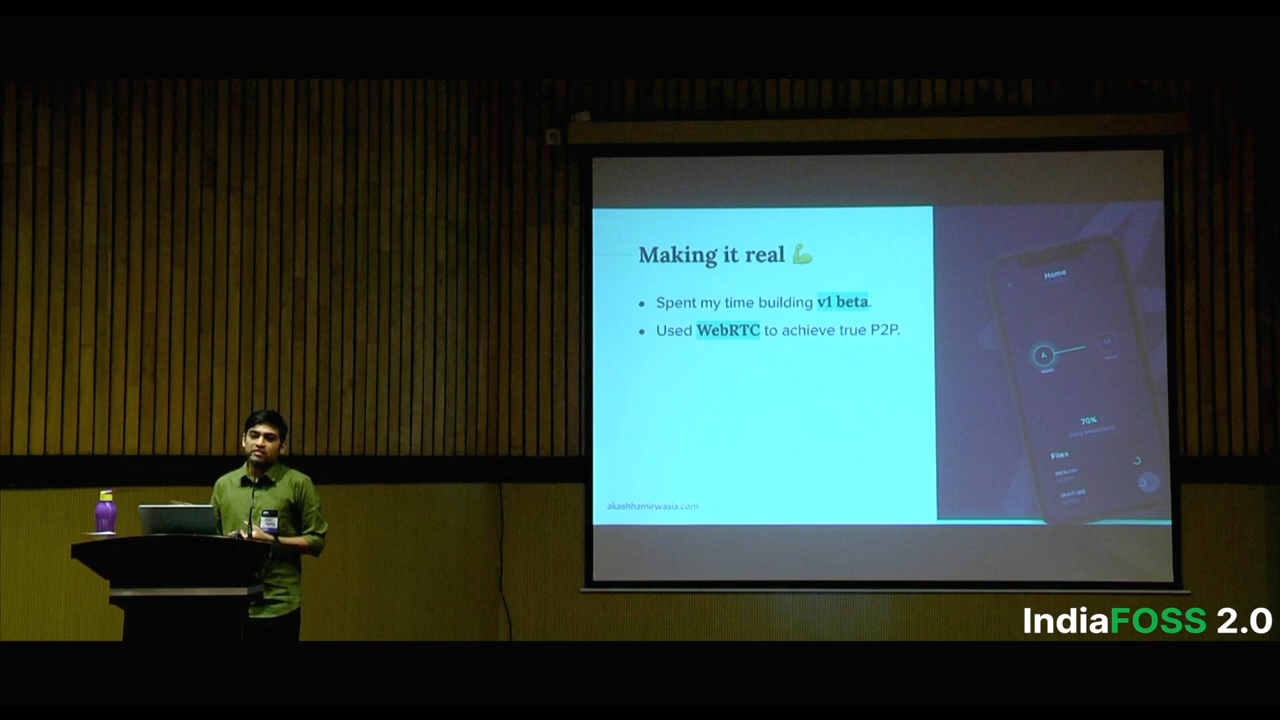 Making it real 💪
• Spent my time building v1 beta.
• Used WebRTC to achieve true P2P.
akashhamirwasia.com
Home
A
70%
Files
IndiaFOSS 2.0